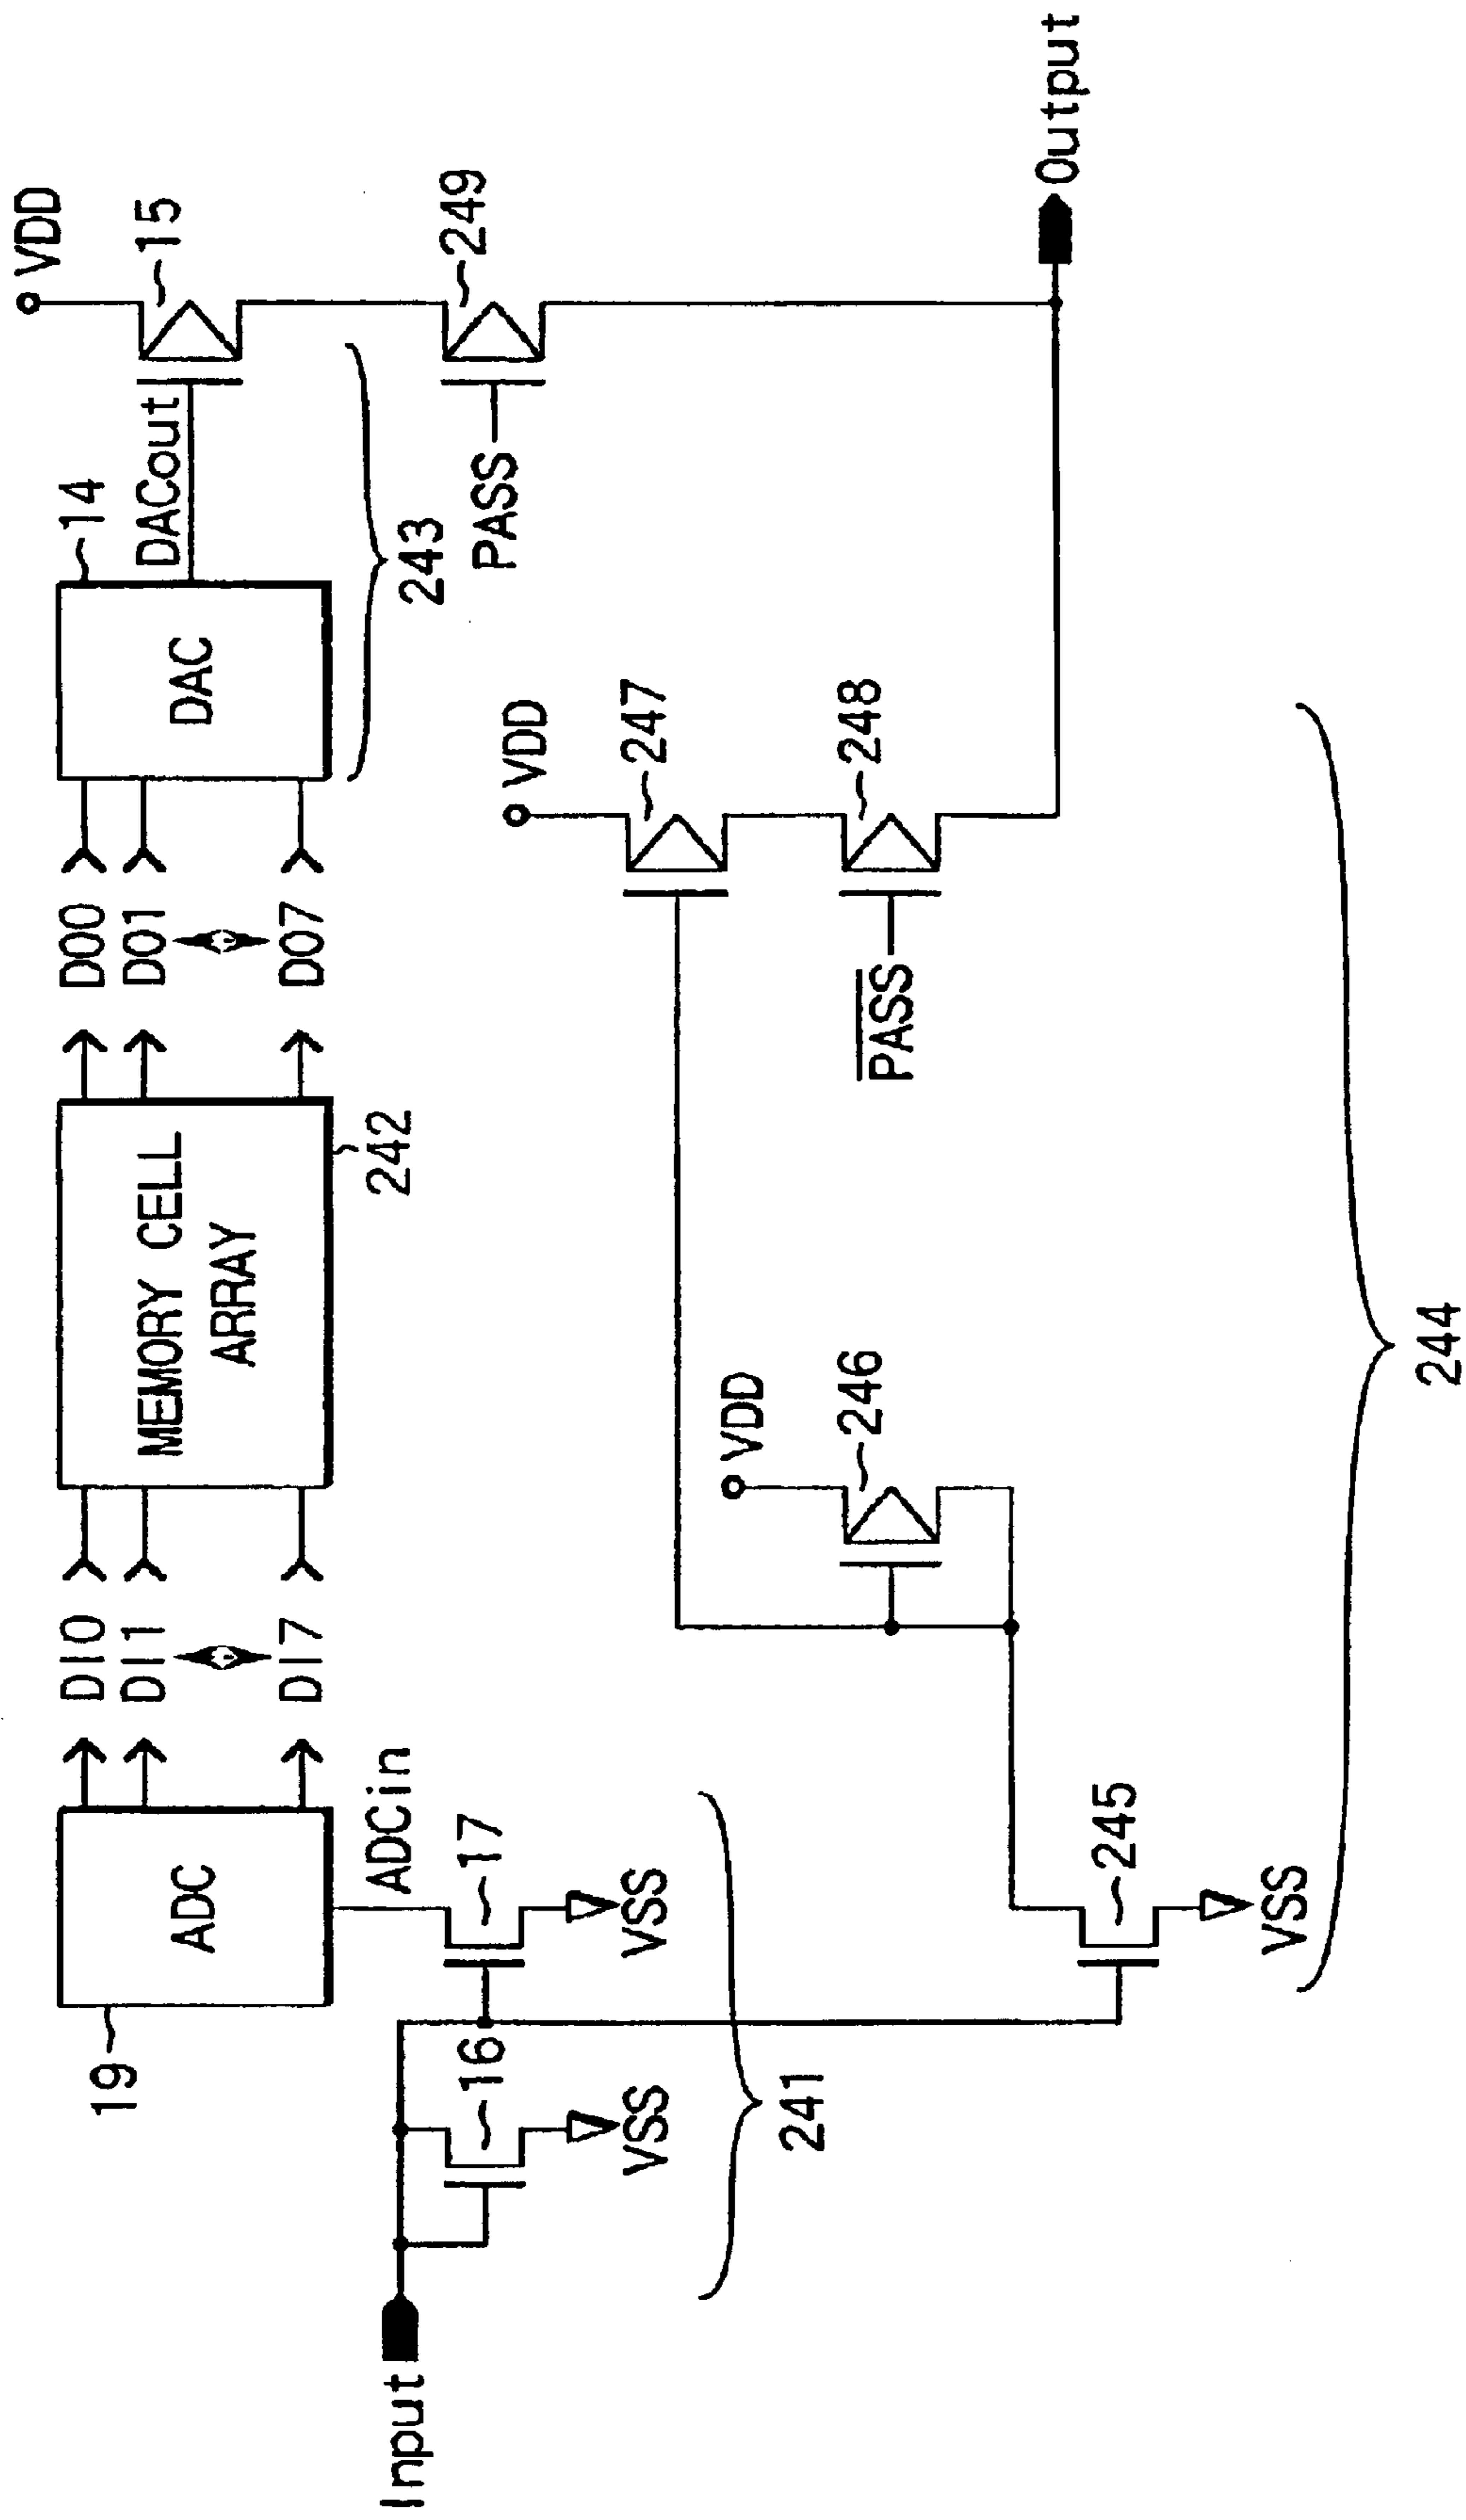 19
ADC
DI0
DI1
DI7
MEMORY CELL
ARRAY
242
DO0
DO1
DO7
DAC
14
DACout
VDD
15
243
ADCin
17
VSS
16
VSS
Input
241
PASS
249
VDD
247
248
PASS
VDD
246
245
VSS
Output
244